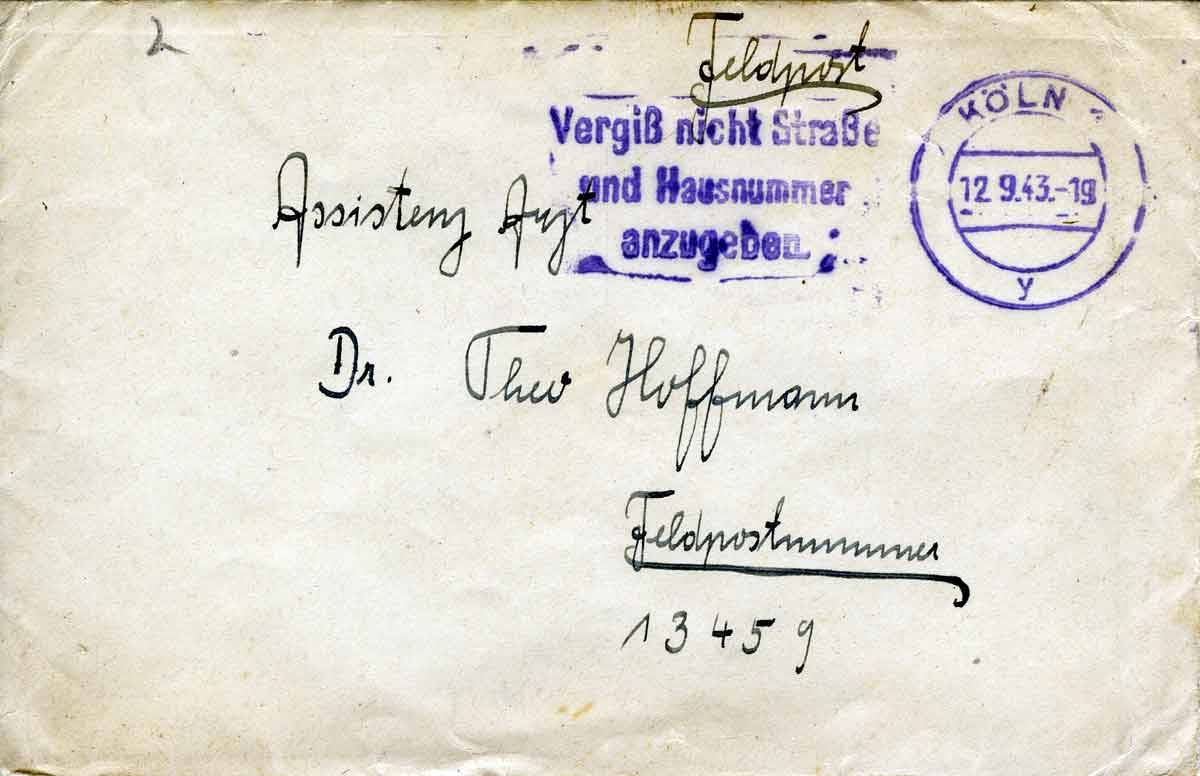 2
Feldpost
Vergiß nicht Straße
und Hausnummer
anzugeben.
KÖLN
12.9.43.-19
y
Assistenz Arzt
Dr. Theo Hoffmann
Feldpostnummer
13459